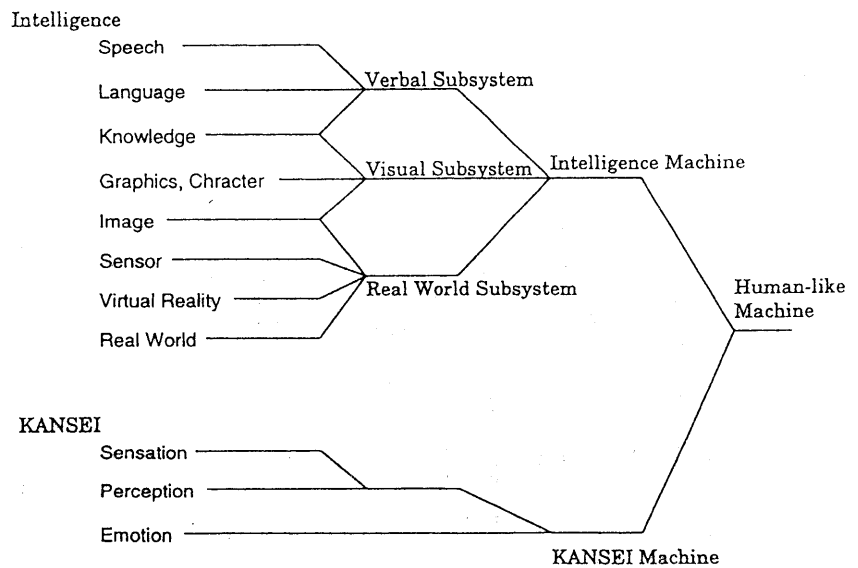 Intelligence
Speech
Verbal Subsystem
Language
Knowledge
Intelligence Machine
Visual Subsystem
Graphics, Chracter
Image
Sensor
Real World Subsystem
Human-like
Machine
Virtual Reality
Real World
KANSEI
Sensation
Perception
Emotion
KANSEI Machine